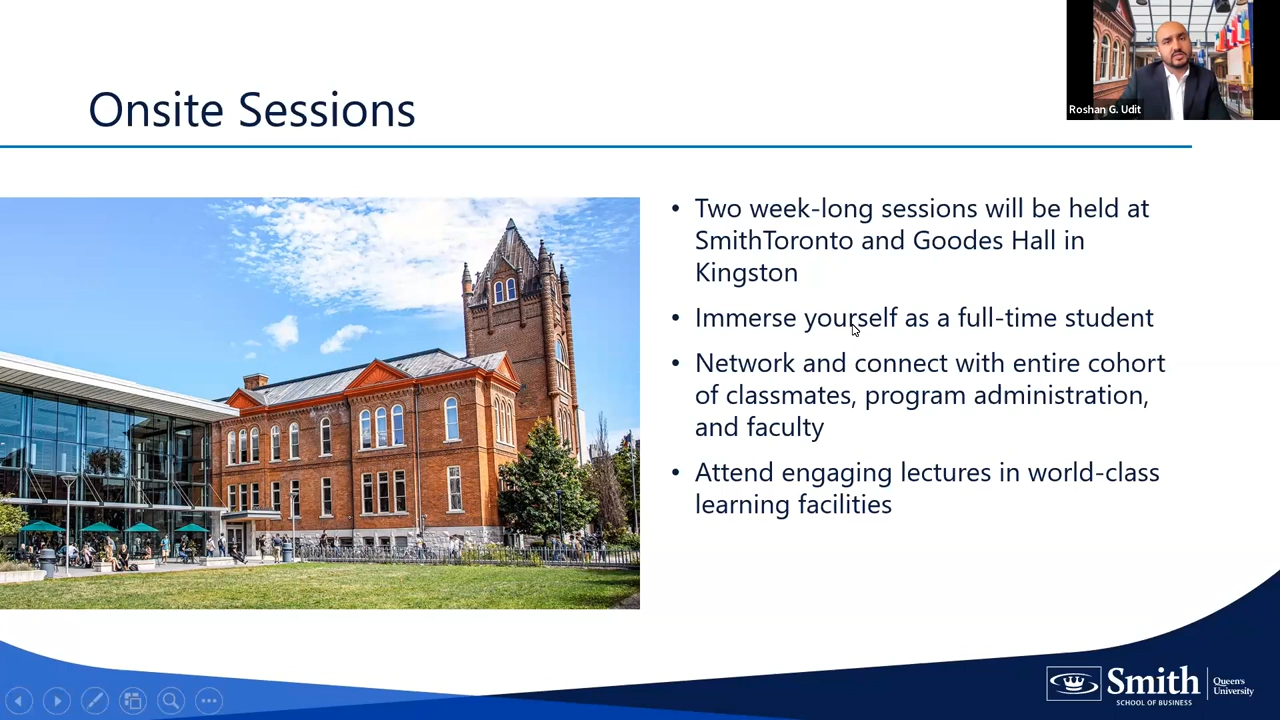 Onsite Sessions
Roshan G. Udit
• Two week-long sessions will be held at
SmithToronto and Goodes Hall in
Kingston
• Immerse yourself as a full-time student
• Network and connect with entire cohort
of classmates, program administration,
and faculty
• Attend engaging lectures in world-class
learning facilities
Smith
SCHOOL OF BUSINESS
Queen's
University